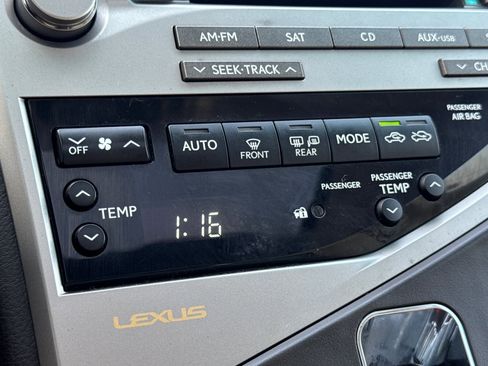 AM•FM SAT CD AUX•USB
SEEK•TRACK CH
PASSENGER
AIR BAG
OFF AUTO FRONT REAR MODE
TEMP PASSENGER PASSENGER
TEMP
1:16
LEXUS